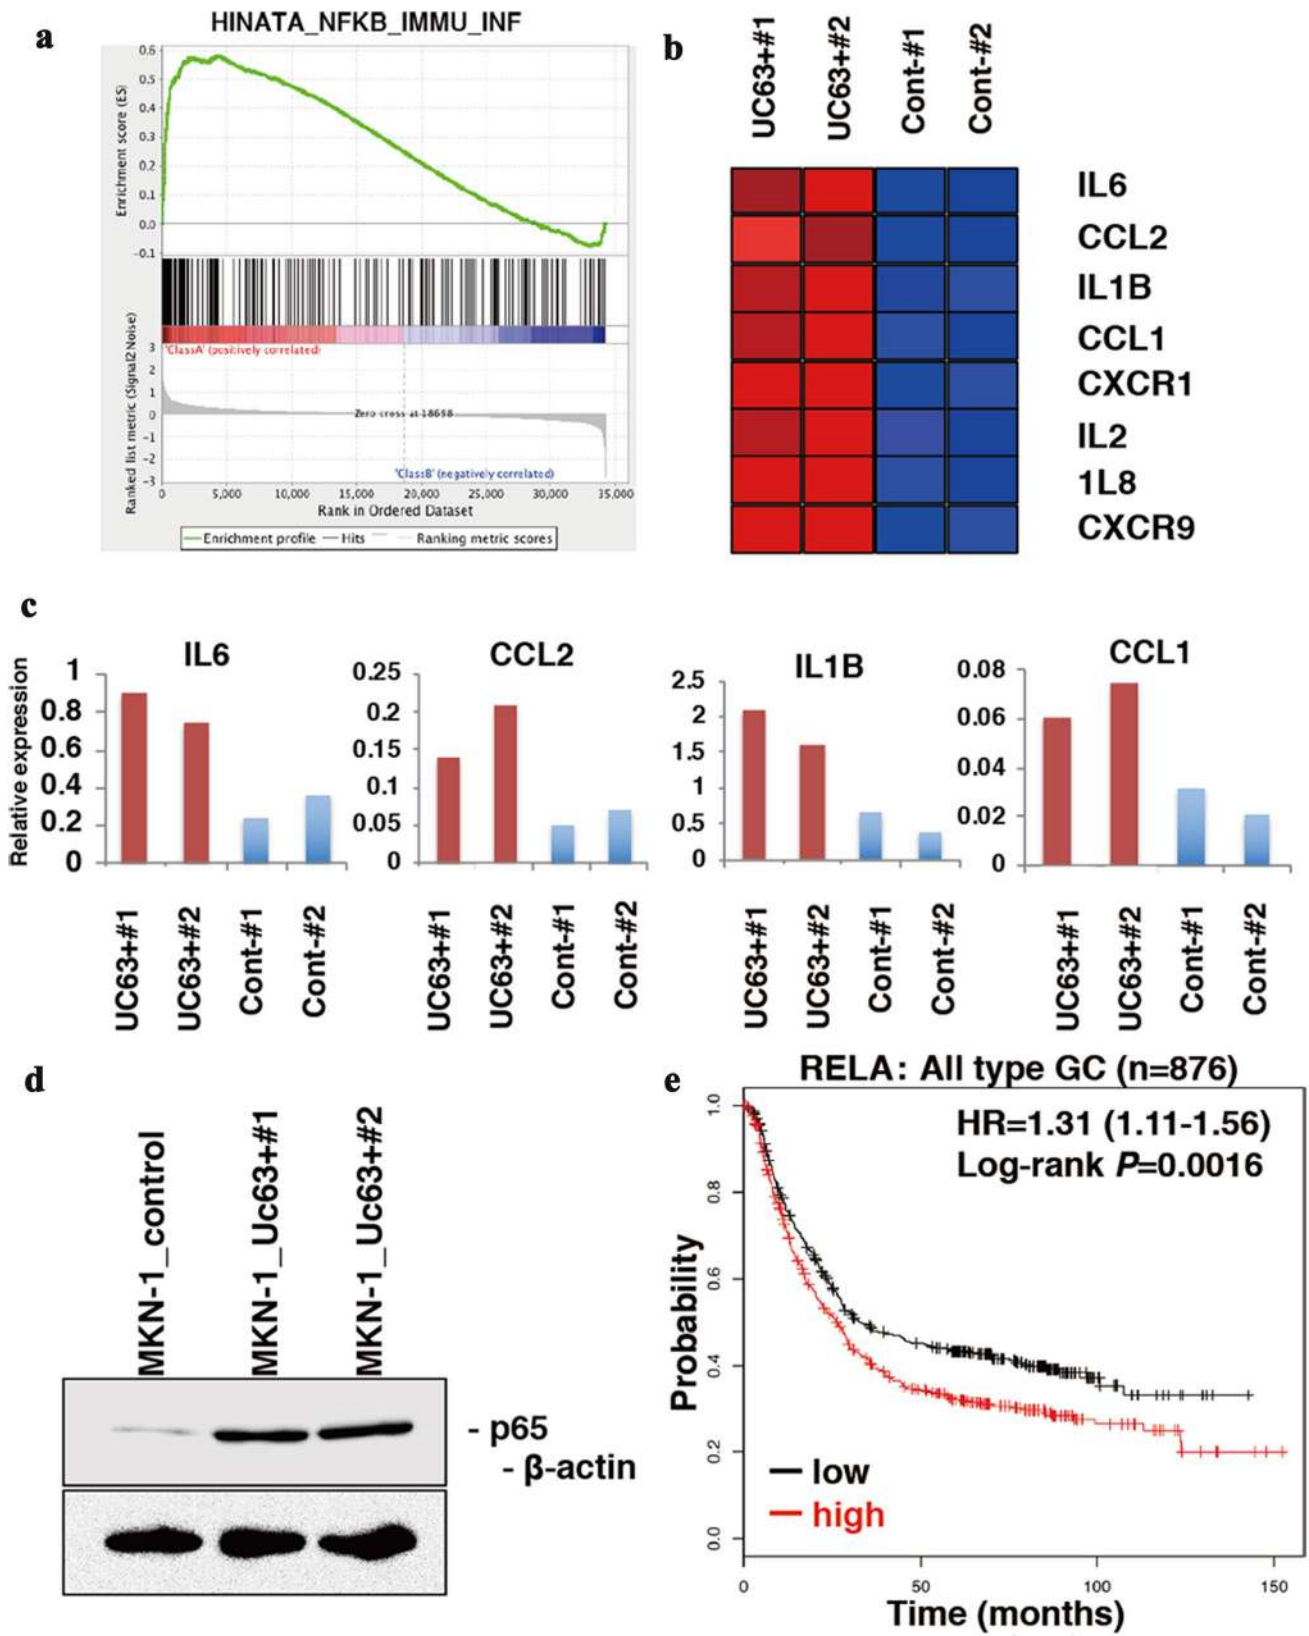 a
HINATA_NFKB_IMMU_INF
Enrichment score (ES)
0.6
0.5
0.4
0.3
0.2
0.1
0.0
-0.1
'ClassA' (positively correlated)
Ranked list metric (Signal2Noise)
3
2
1
0
-1
-2
-3
Zero cross at 18698
'ClassB' (negatively correlated)
0 5,000 10,000 15,000 20,000 25,000 30,000 35,000
Rank in Ordered Dataset
Enrichment profile Hits Ranking metric scores
b
UC63+#1 UC63+#2 Cont-#1 Cont-#2
IL6
CCL2
IL1B
CCL1
CXCR1
IL2
1L8
CXCR9
c
Relative expression
IL6
1
0.8
0.6
0.4
0.2
0
UC63+#1 UC63+#2 Cont-#1 Cont-#2
CCL2
0.25
0.2
0.15
0.1
0.05
0
UC63+#1 UC63+#2 Cont-#1 Cont-#2
IL1B
2.5
2
1.5
1
0.5
0
UC63+#1 UC63+#2 Cont-#1 Cont-#2
CCL1
0.08
0.06
0.04
0.02
0
UC63+#1 UC63+#2 Cont-#1 Cont-#2
d
MKN-1_control MKN-1_Uc63+#1 MKN-1_Uc63+#2
- p65
- β-actin
e
RELA: All type GC (n=876)
HR=1.31 (1.11-1.56)
Log-rank P=0.0016
Probability
1.0
0.8
0.6
0.4
0.2
0.0
low
high
0 50 100 150
Time (months)